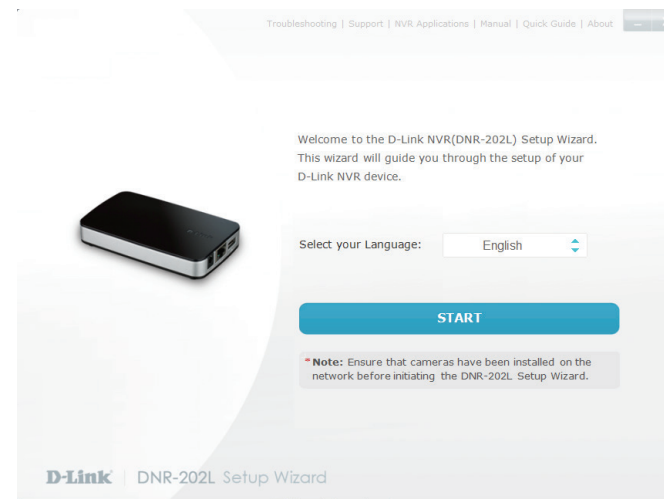 Troubleshooting | Support | NVR Applications | Manual | Quick Guide | About
Welcome to the D-Link NVR(DNR-202L) Setup Wizard.
This wizard will guide you through the setup of your
D-Link NVR device.
Select your Language: English
START
*Note: Ensure that cameras have been installed on the
network before initiating the DNR-202L Setup Wizard.
D-Link | DNR-202L Setup Wizard